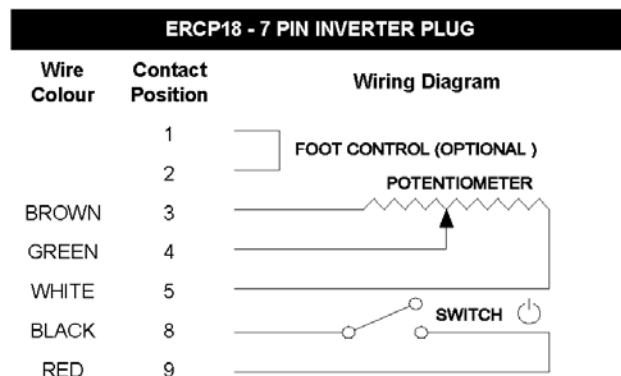 ERCP18 - 7 PIN INVERTER PLUG
Wire Colour
Contact Position
Wiring Diagram
1
FOOT CONTROL (OPTIONAL )
2
POTENTIOMETER
BROWN 3
GREEN 4
WHITE 5
SWITCH
BLACK 8
RED 9